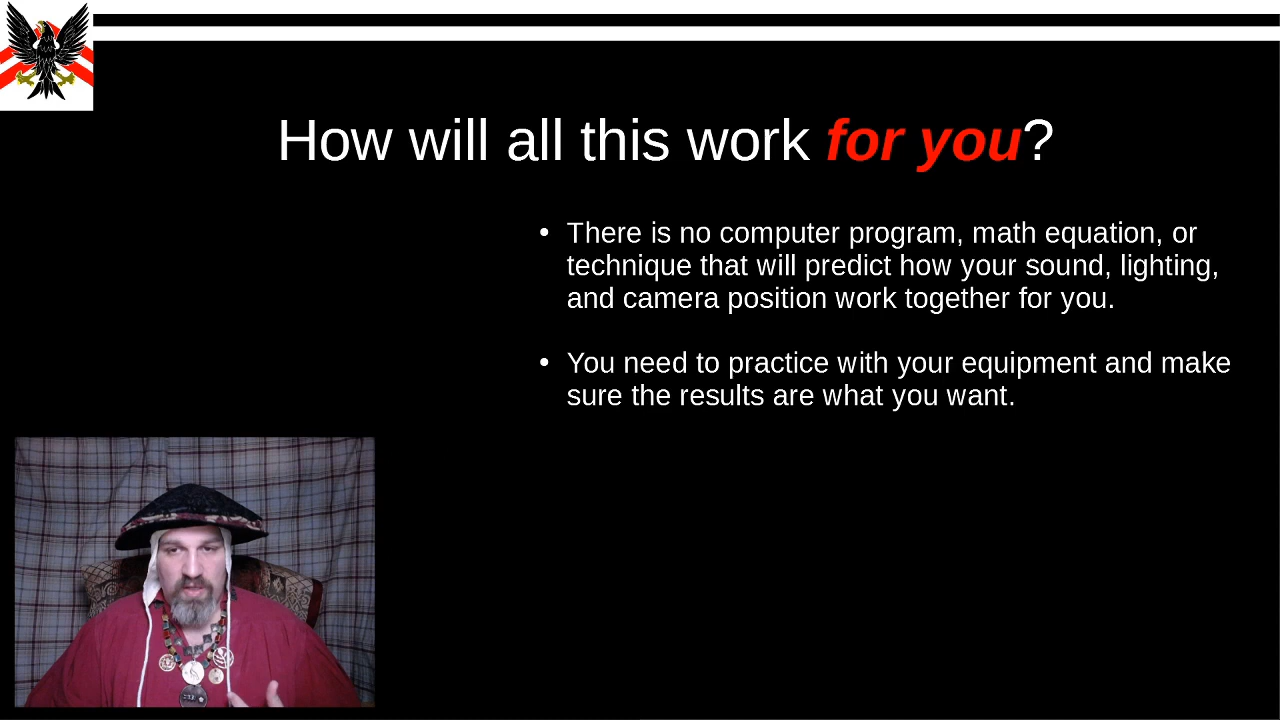 How will all this work for you?
• There is no computer program, math equation, or
technique that will predict how your sound, lighting,
and camera position work together for you.
• You need to practice with your equipment and make
sure the results are what you want.